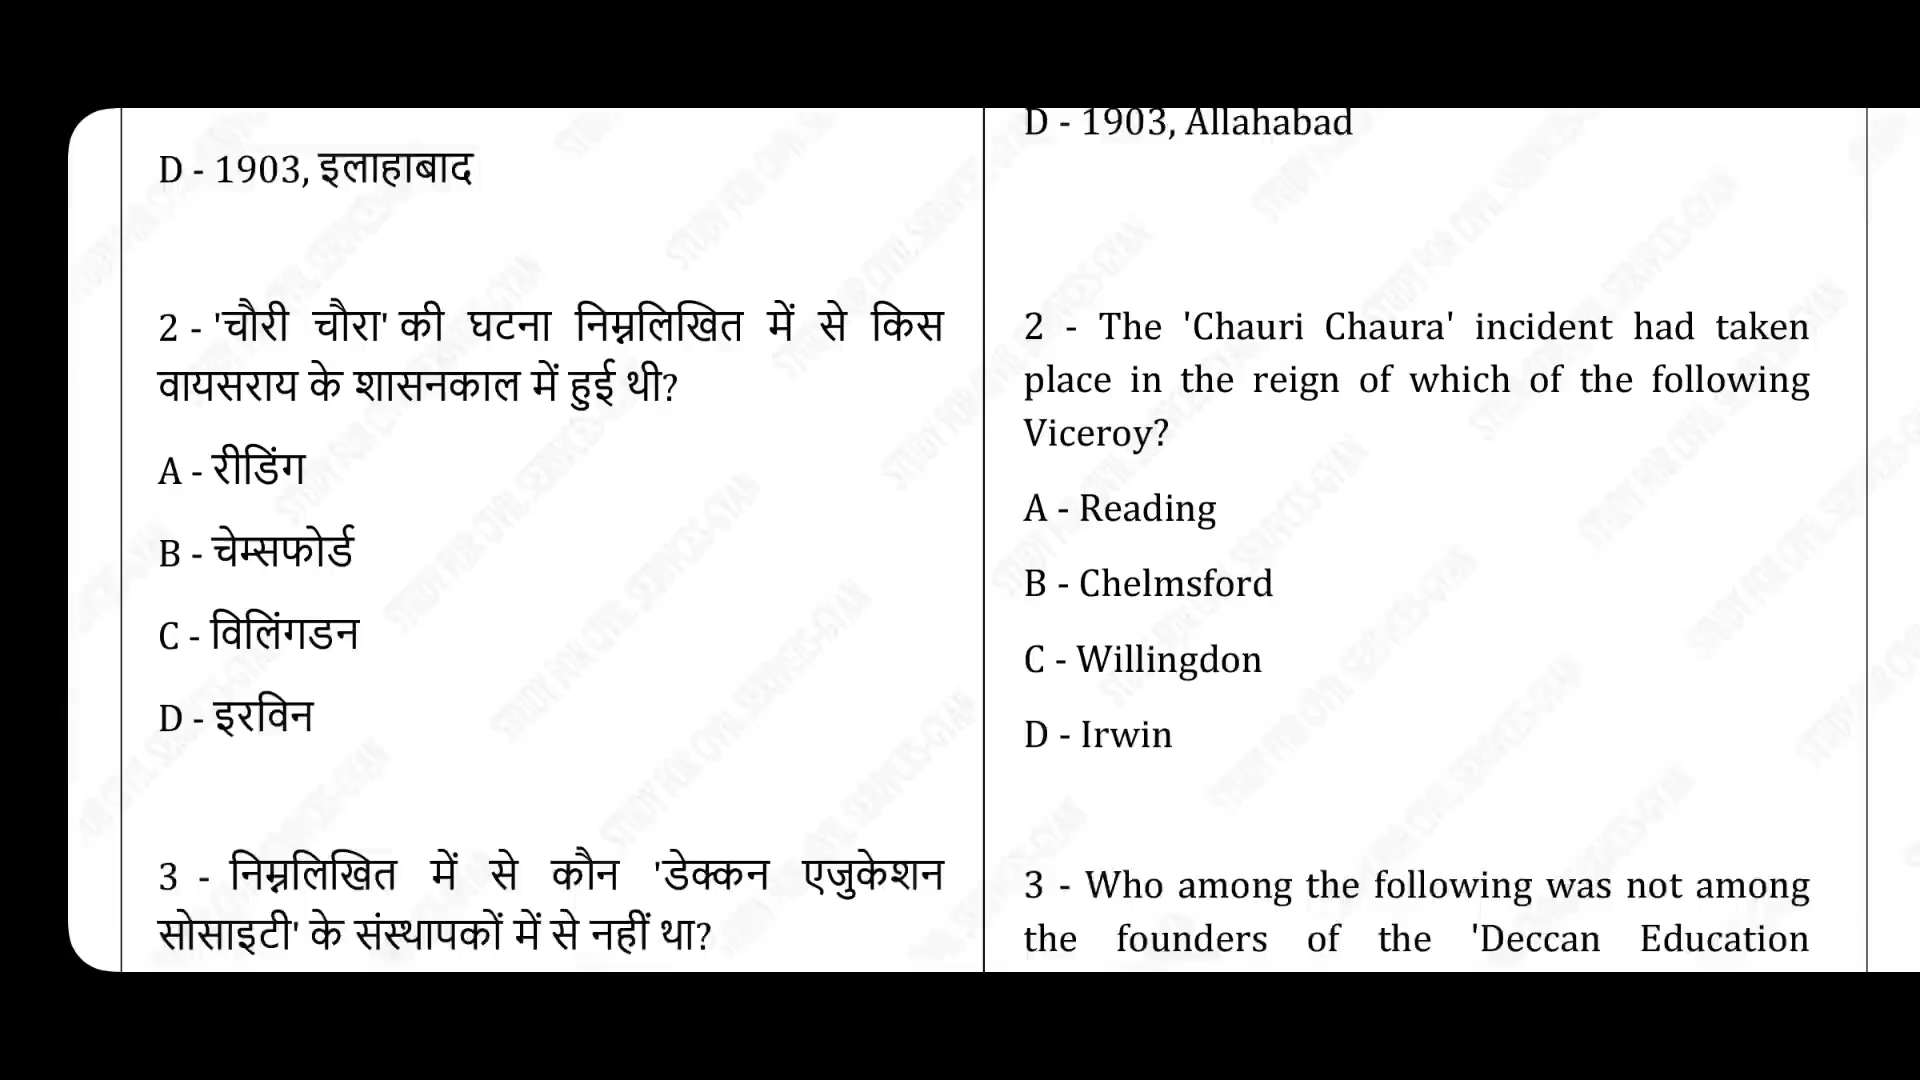 D - 1903, इलाहाबाद
2 - 'चौरी चौरा' की घटना निम्नलिखित में से किस
वायसराय के शासनकाल में हुई थी?
A - रीडिंग
B - चेम्सफोर्ड
C - विलिंगडन
D - इरविन
3 - निम्नलिखित में से कौन 'डेक्कन एजुकेशन
सोसाइटी' के संस्थापकों में से नहीं था?
D - 1903, Allahabad
2 - The 'Chauri Chaura' incident had taken
place in the reign of which of the following
Viceroy?
A - Reading
B - Chelmsford
C - Willingdon
D - Irwin
3 - Who among the following was not among
the founders of the 'Deccan Education